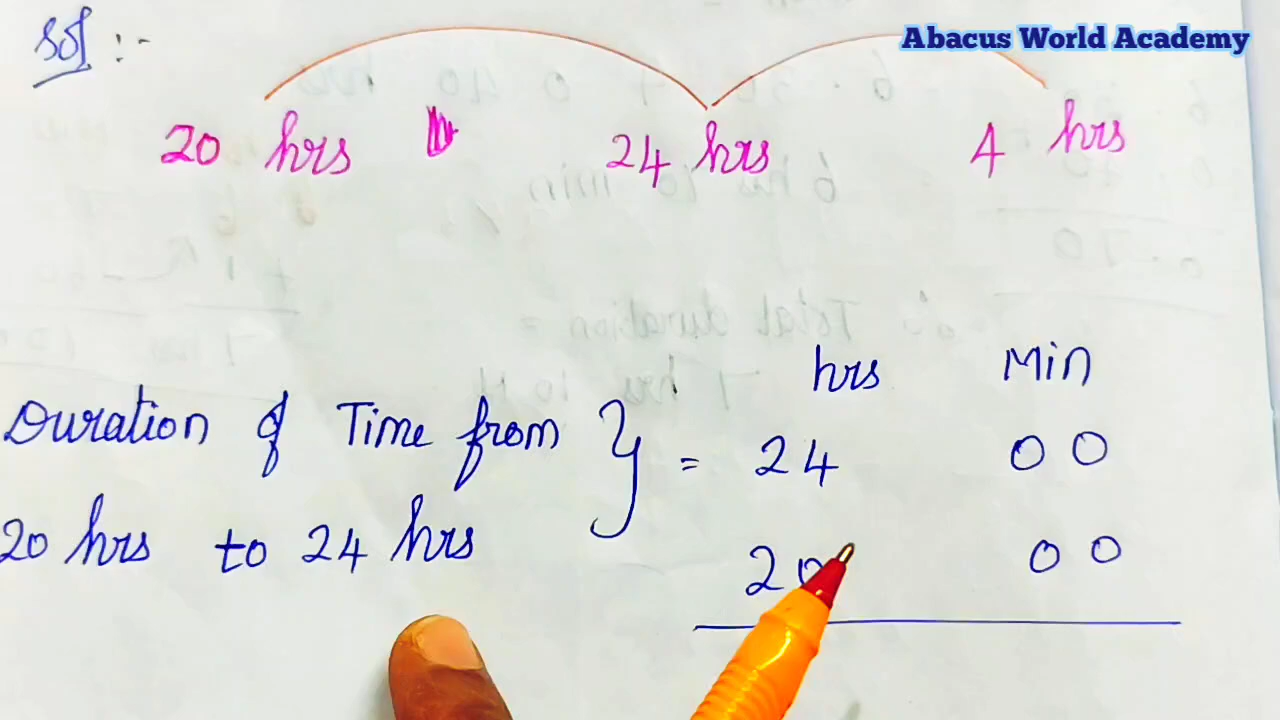 Abacus World Academy
Sol :-
20 hrs 24 hrs 4 hrs
hrs Min
Duration of Time from } = 24 00
20 hrs to 24 hrs 20 00